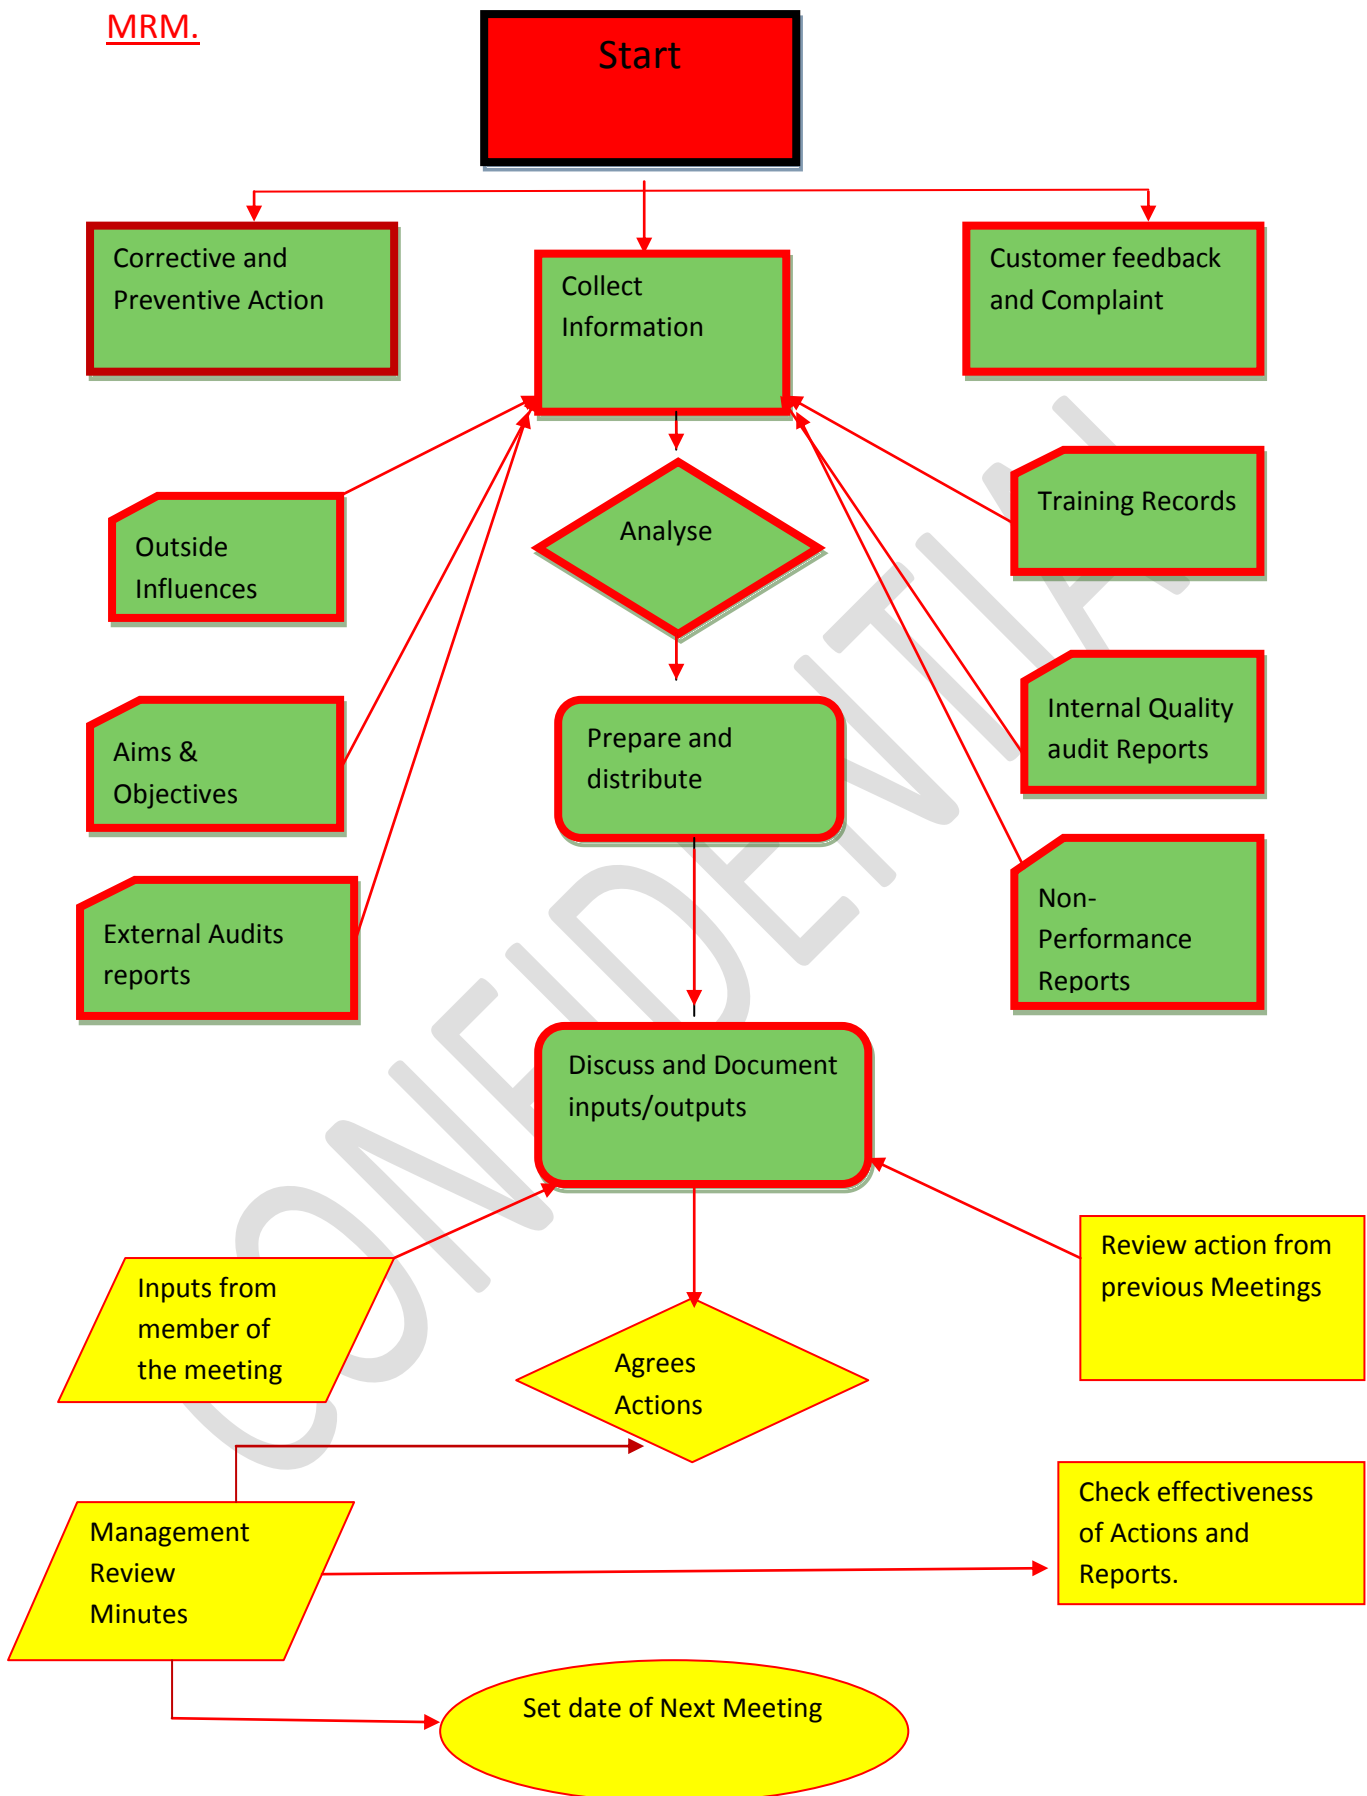 MRM.
Start
Corrective and
Preventive Action
Collect
Information
Customer feedback
and Complaint
Outside
Influences
Analyse
Training Records
Aims &
Objectives
Prepare and
distribute
Internal Quality
audit Reports
External Audits
reports
Non-
Performance
Reports
Discuss and Document
inputs/outputs
Inputs from
member of
the meeting
Agrees
Actions
Review action from
previous Meetings
Management
Review
Minutes
Check effectiveness
of Actions and
Reports.
Set date of Next Meeting
CONFIDENTIAL